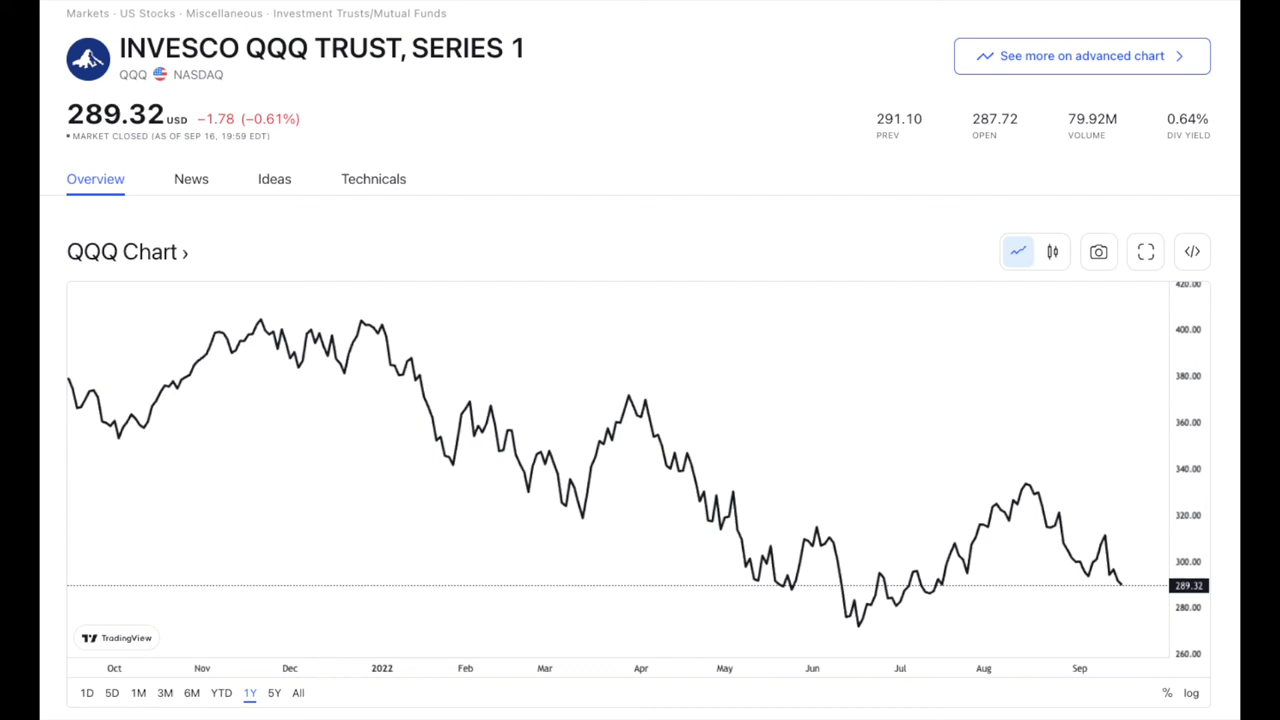 Markets · US Stocks · Miscellaneous · Investment Trusts/Mutual Funds
INVESCO QQQ TRUST, SERIES 1
QQQ NASDAQ
See more on advanced chart
289.32 USD −1.78 (−0.61%)
MARKET CLOSED (AS OF SEP 16, 19:59 EDT)
291.10 287.72 79.92M 0.64%
PREV OPEN VOLUME DIV YIELD
Overview News Ideas Technicals
QQQ Chart ›
420.00
400.00
380.00
360.00
340.00
320.00
300.00
289.32
280.00
260.00
TradingView
Oct Nov Dec 2022 Feb Mar Apr May Jun Jul Aug Sep
1D 5D 1M 3M 6M YTD 1Y 5Y All % log